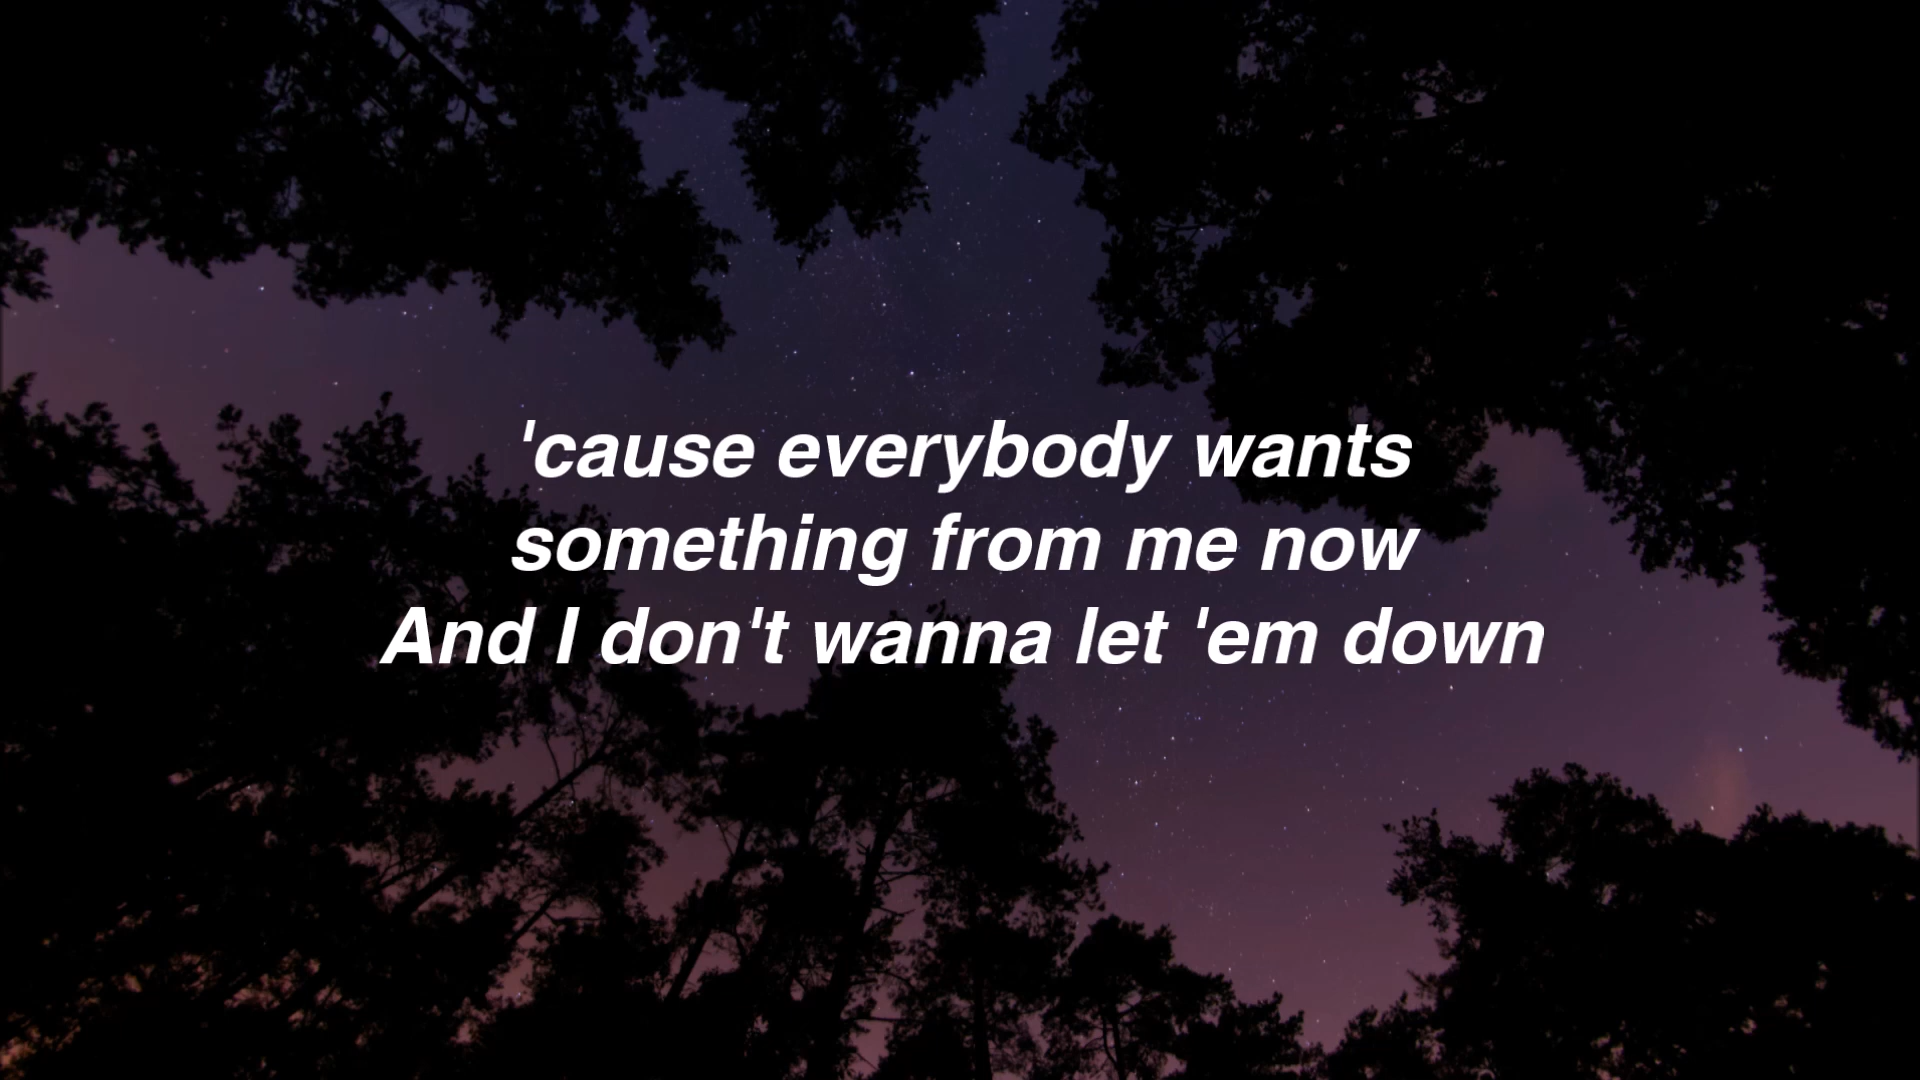 'cause everybody wants
something from me now
And I don't wanna let 'em down